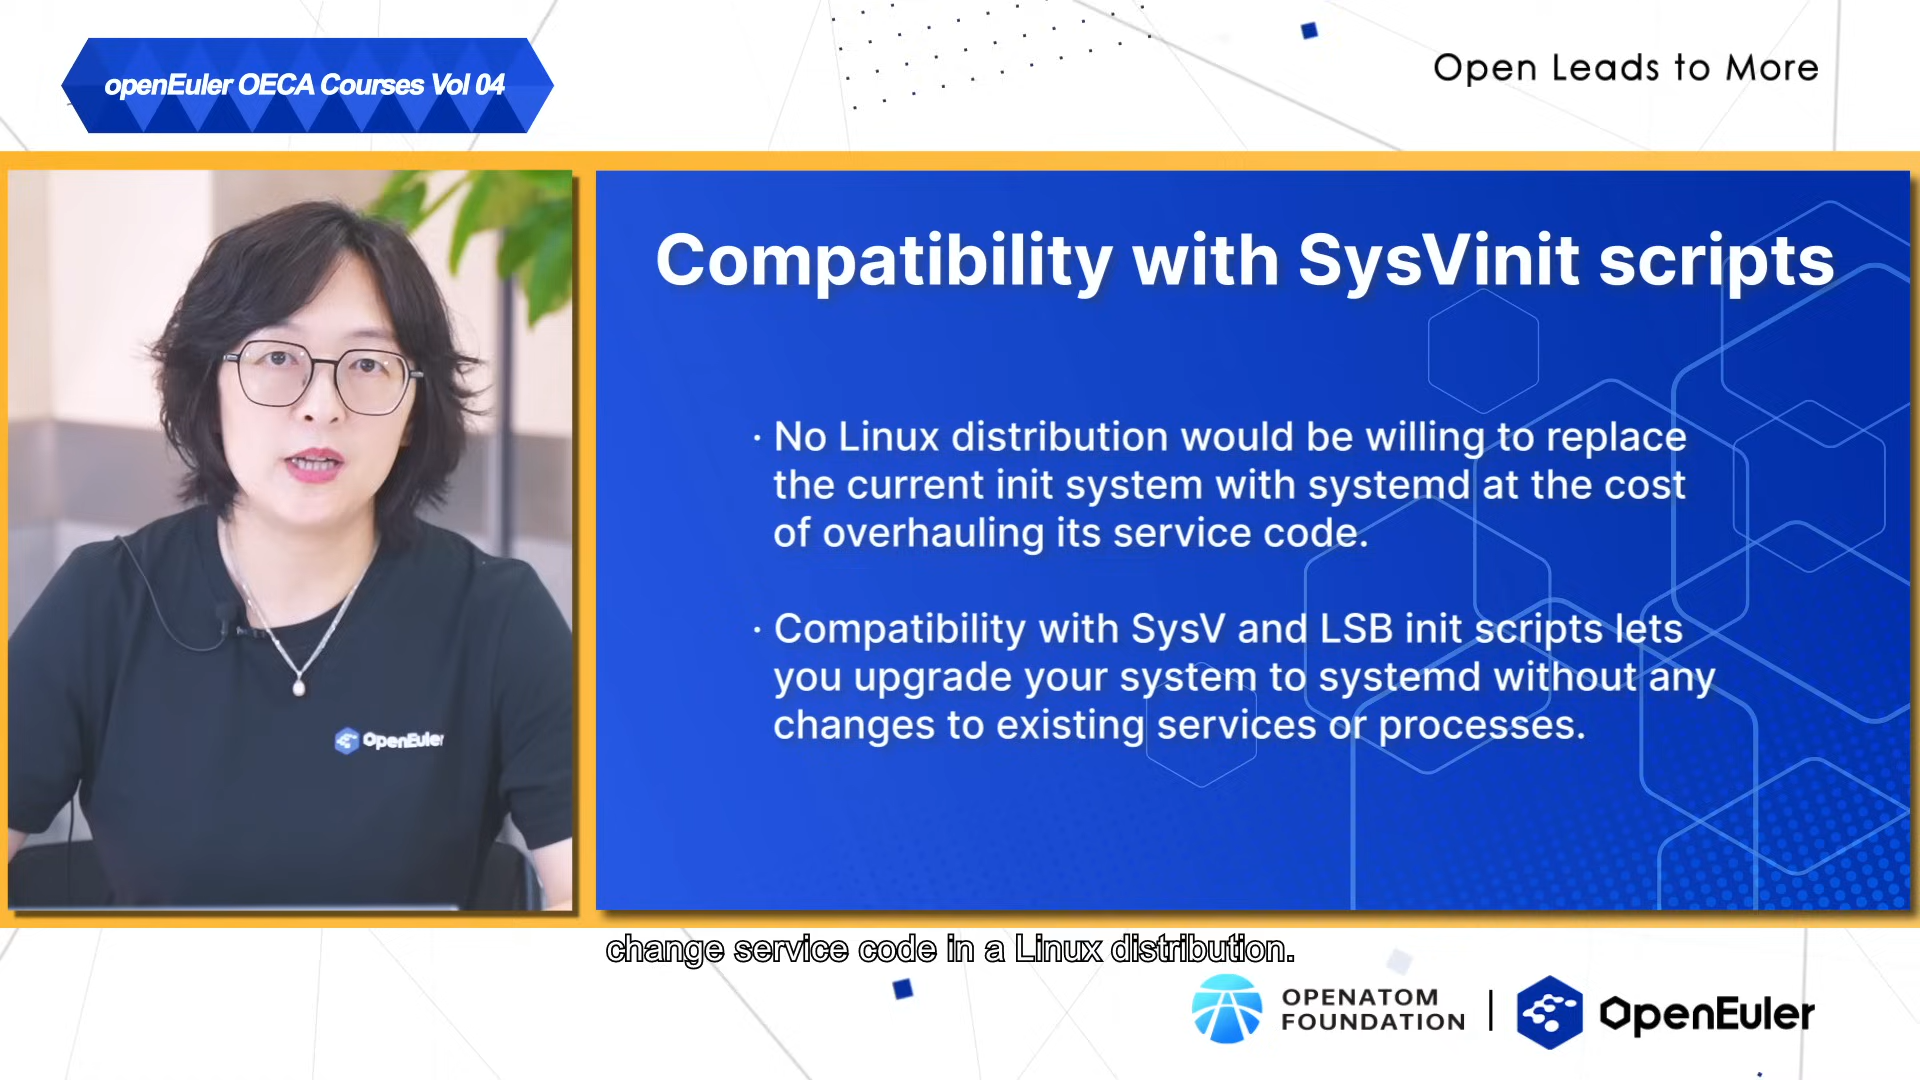 openEuler OECA Courses Vol 04
Open Leads to More
Compatibility with SysVinit scripts
· No Linux distribution would be willing to replace
the current init system with systemd at the cost
of overhauling its service code.
· Compatibility with SysV and LSB init scripts lets
you upgrade your system to systemd without any
changes to existing services or processes.
OpenEuler
change service code in a Linux distribution.
OPENATOM
FOUNDATION
OpenEuler